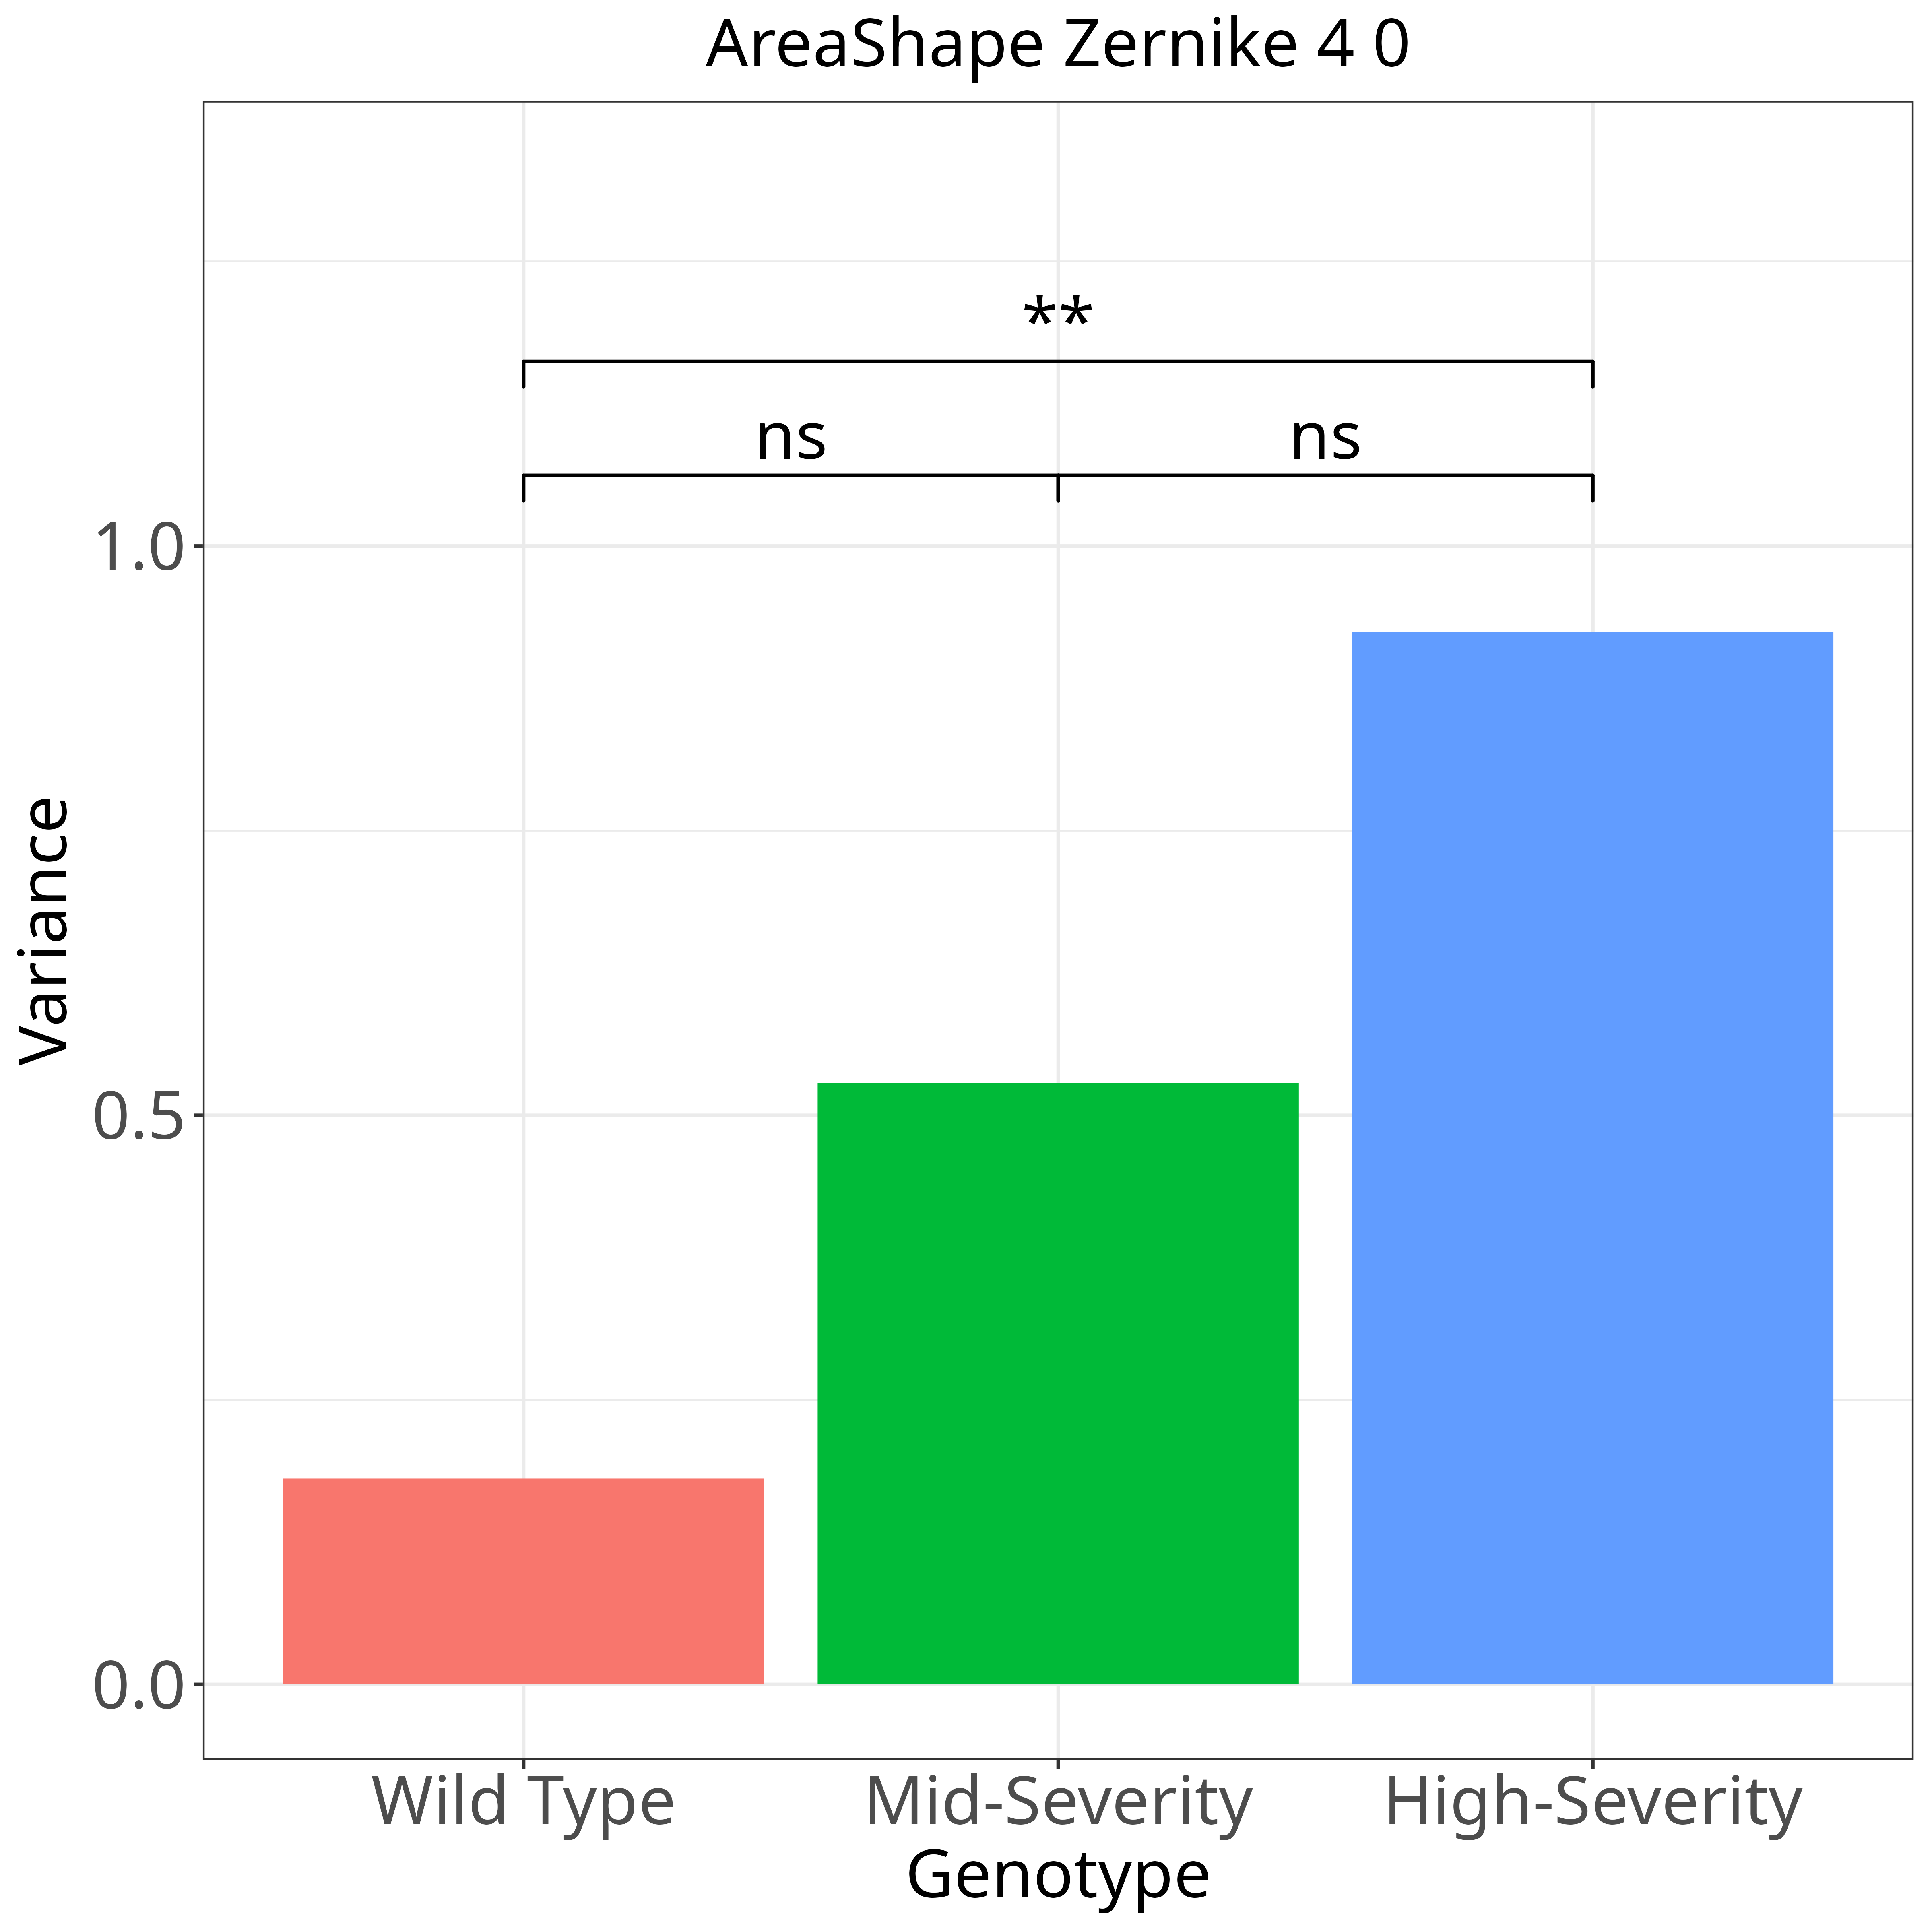 AreaShape Zernike 4 0
**
ns ns
1.0
0.5
0.0
Variance
Wild Type Mid-Severity High-Severity
Genotype